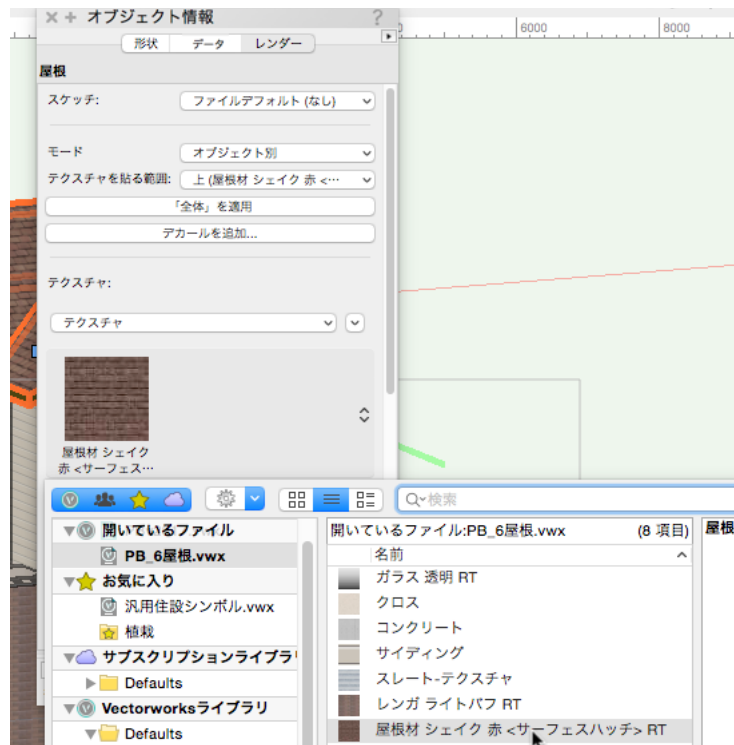 オブジェクト情報
?
6000
8000
形状
データ
レンダー
屋根
スケッチ:
ファイルデフォルト (なし)
モード
オブジェクト別
テクスチャを貼る範囲:
上 (屋根材 シェイク 赤 <…
「全体」を適用
デカールを追加...
テクスチャ:
テクスチャ
屋根材 シェイク
赤 <サーフェス…
検索
開いているファイル
PB_6屋根.vwx
お気に入り
汎用住設シンボル.vwx
植栽
サブスクリプションライブラリ
Defaults
Vectorworksライブラリ
Defaults
開いているファイル:PB_6屋根.vwx
(8 項目)
屋根
名前
ガラス 透明 RT
クロス
コンクリート
サイディング
スレート-テクスチャ
レンガ ライトバフ RT
屋根材 シェイク 赤 <サーフェスハッチ> RT